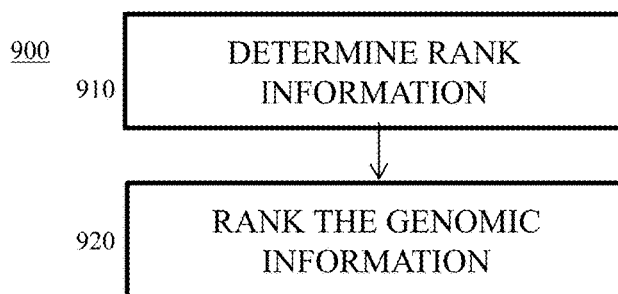 900
910
DETERMINE RANK
INFORMATION
920
RANK THE GENOMIC
INFORMATION